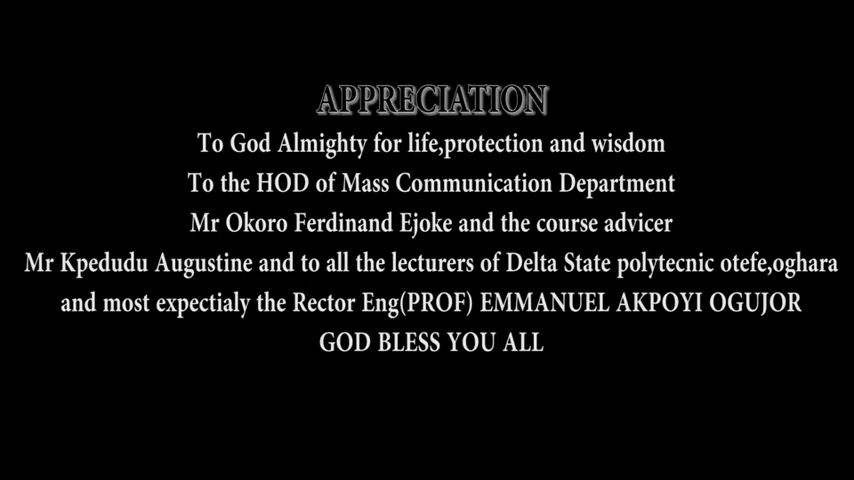 APPRECIATION
To God Almighty for life,protection and wisdom
To the HOD of Mass Communication Department
Mr Okoro Ferdinand Ejoke and the course advicer
Mr Kpedudu Augustine and to all the lecturers of Delta State polytecnic otefe,oghara
and most expectialy the Rector Eng(PROF) EMMANUEL AKPOYI OGUJOR
GOD BLESS YOU ALL